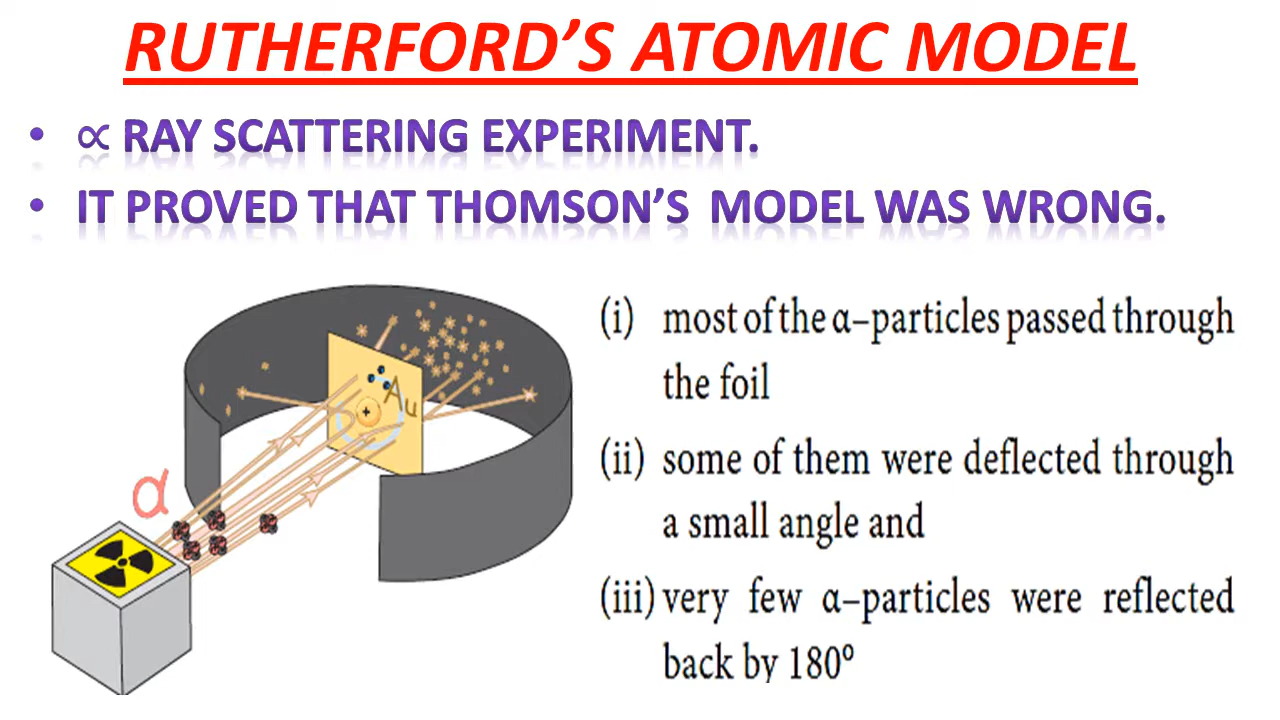 RUTHERFORD’S ATOMIC MODEL
• ∝ RAY SCATTERING EXPERIMENT.
• IT PROVED THAT THOMSON’S MODEL WAS WRONG.
(i) most of the α–particles passed through
the foil
(ii) some of them were deflected through
a small angle and
(iii) very few α–particles were reflected
back by 180⁰
Au
+
α